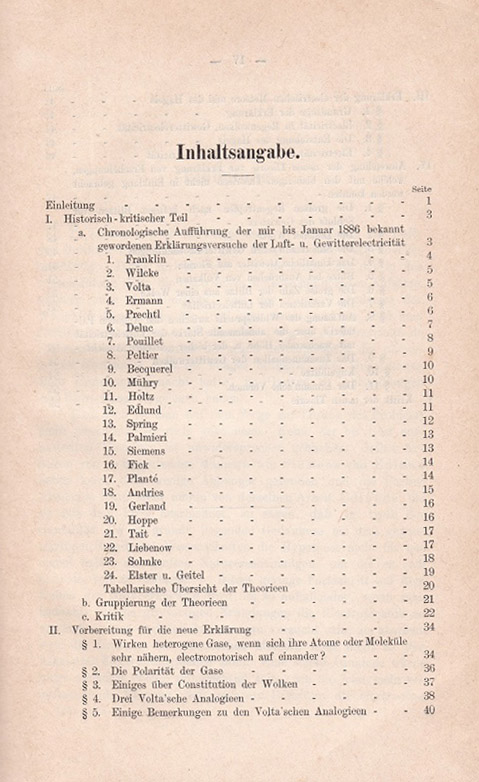 Inhaltsangabe.
Seite
Einleitung - - - - - - - - - - 1
I. Historisch-kritischer Teil - - - - - - - 3
a. Chronologische Aufführung der mir bis Januar 1886 bekannt
gewordenen Erklärungsversuche der Luft- u. Gewitterelectricität 3
1. Franklin - - - - - - - - 4
2. Wilcke - - - - - - - - 5
3. Volta - - - - - - - - 5
4. Ermann - - - - - - - - 6
5. Prechtl - - - - - - - - 6
6. Deluc - - - - - - - - 7
7. Pouillet - - - - - - - - 8
8. Peltier - - - - - - - - 9
9. Becquerel - - - - - - - - 10
10. Mühry - - - - - - - - 10
11. Holtz - - - - - - - - 11
12. Edlund - - - - - - - - 11
13. Spring - - - - - - - - 12
14. Palmieri - - - - - - - - 13
15. Siemens - - - - - - - - 13
16. Fick - - - - - - - - - 14
17. Planté - - - - - - - - 14
18. Andries - - - - - - - - 15
19. Gerland - - - - - - - - 16
20. Hoppe - - - - - - - - 16
21. Tait - - - - - - - - - 17
22. Liebenow - - - - - - - - 17
23. Sohnke - - - - - - - - 18
24. Elster u. Geitel - - - - - - - 19
Tabellarische Übersicht der Theorieen - - - - 20
b. Gruppierung der Theorieen - - - - - - 21
c. Kritik - - - - - - - - - 22
II. Vorbereitung für die neue Erklärung - - - - - 34
§ 1. Wirken heterogene Gase, wenn sich ihre Atome oder Moleküle
sehr nähern, electromotorisch auf einander? - - - 34
§ 2. Die Polarität der Gase - - - - - - 36
§ 3. Einiges über Constitution der Wolken - - - - 37
§ 4. Drei Volta'sche Analogieen - - - - - - 38
§ 5. Einige Bemerkungen zu den Volta'schen Analogieen - - 40